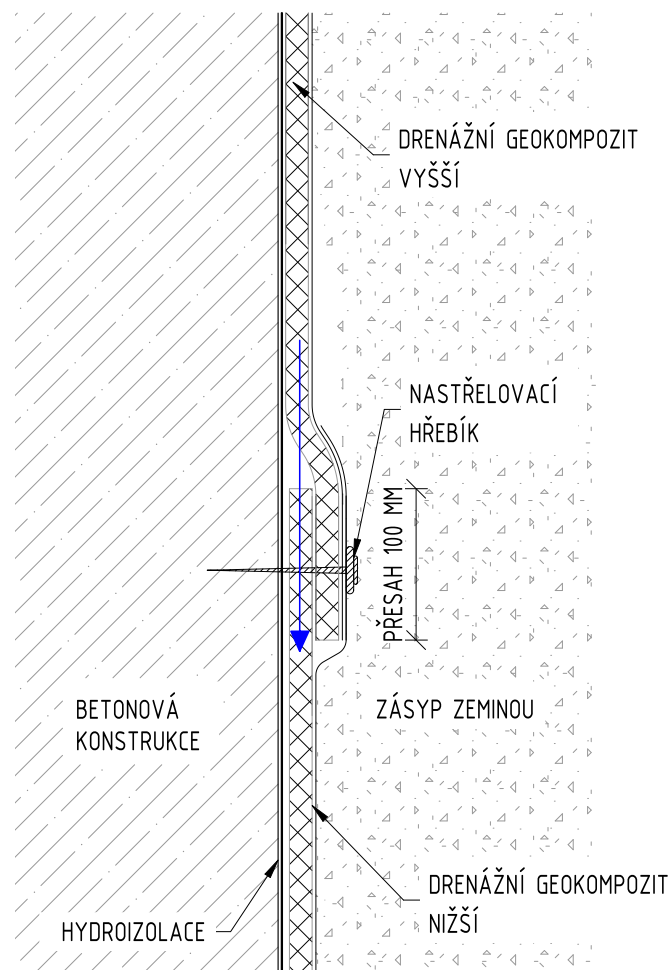 DRENÁŽNÍ GEOKOMPOZIT
VYŠŠÍ
NASTŘELOVACÍ
HŘEBÍK
PŘESAH 100 MM
BETONOVÁ
KONSTRUKCE
ZÁSYP ZEMINOU
DRENÁŽNÍ GEOKOMPOZIT
NIŽŠÍ
HYDROIZOLACE